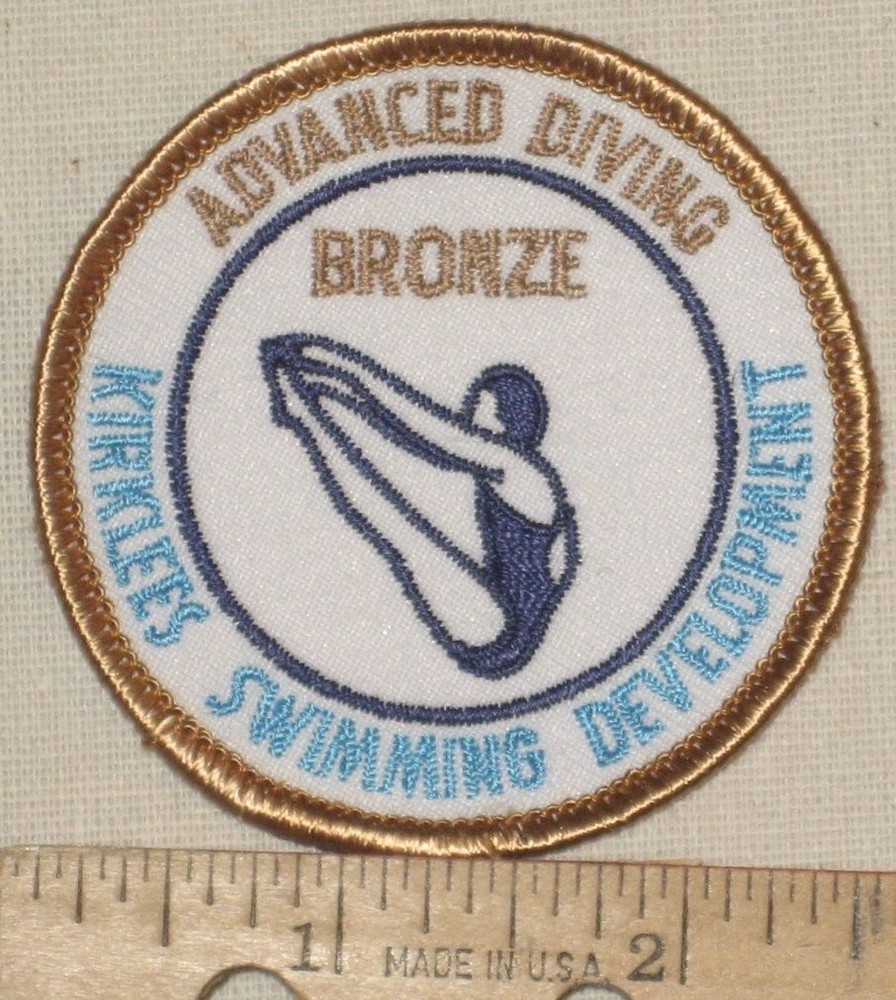 ADVANCED DIVING
BRONZE
KIRKLEES SWIMMING DEVELOPMENT
1 MADE IN U.S.A. 2